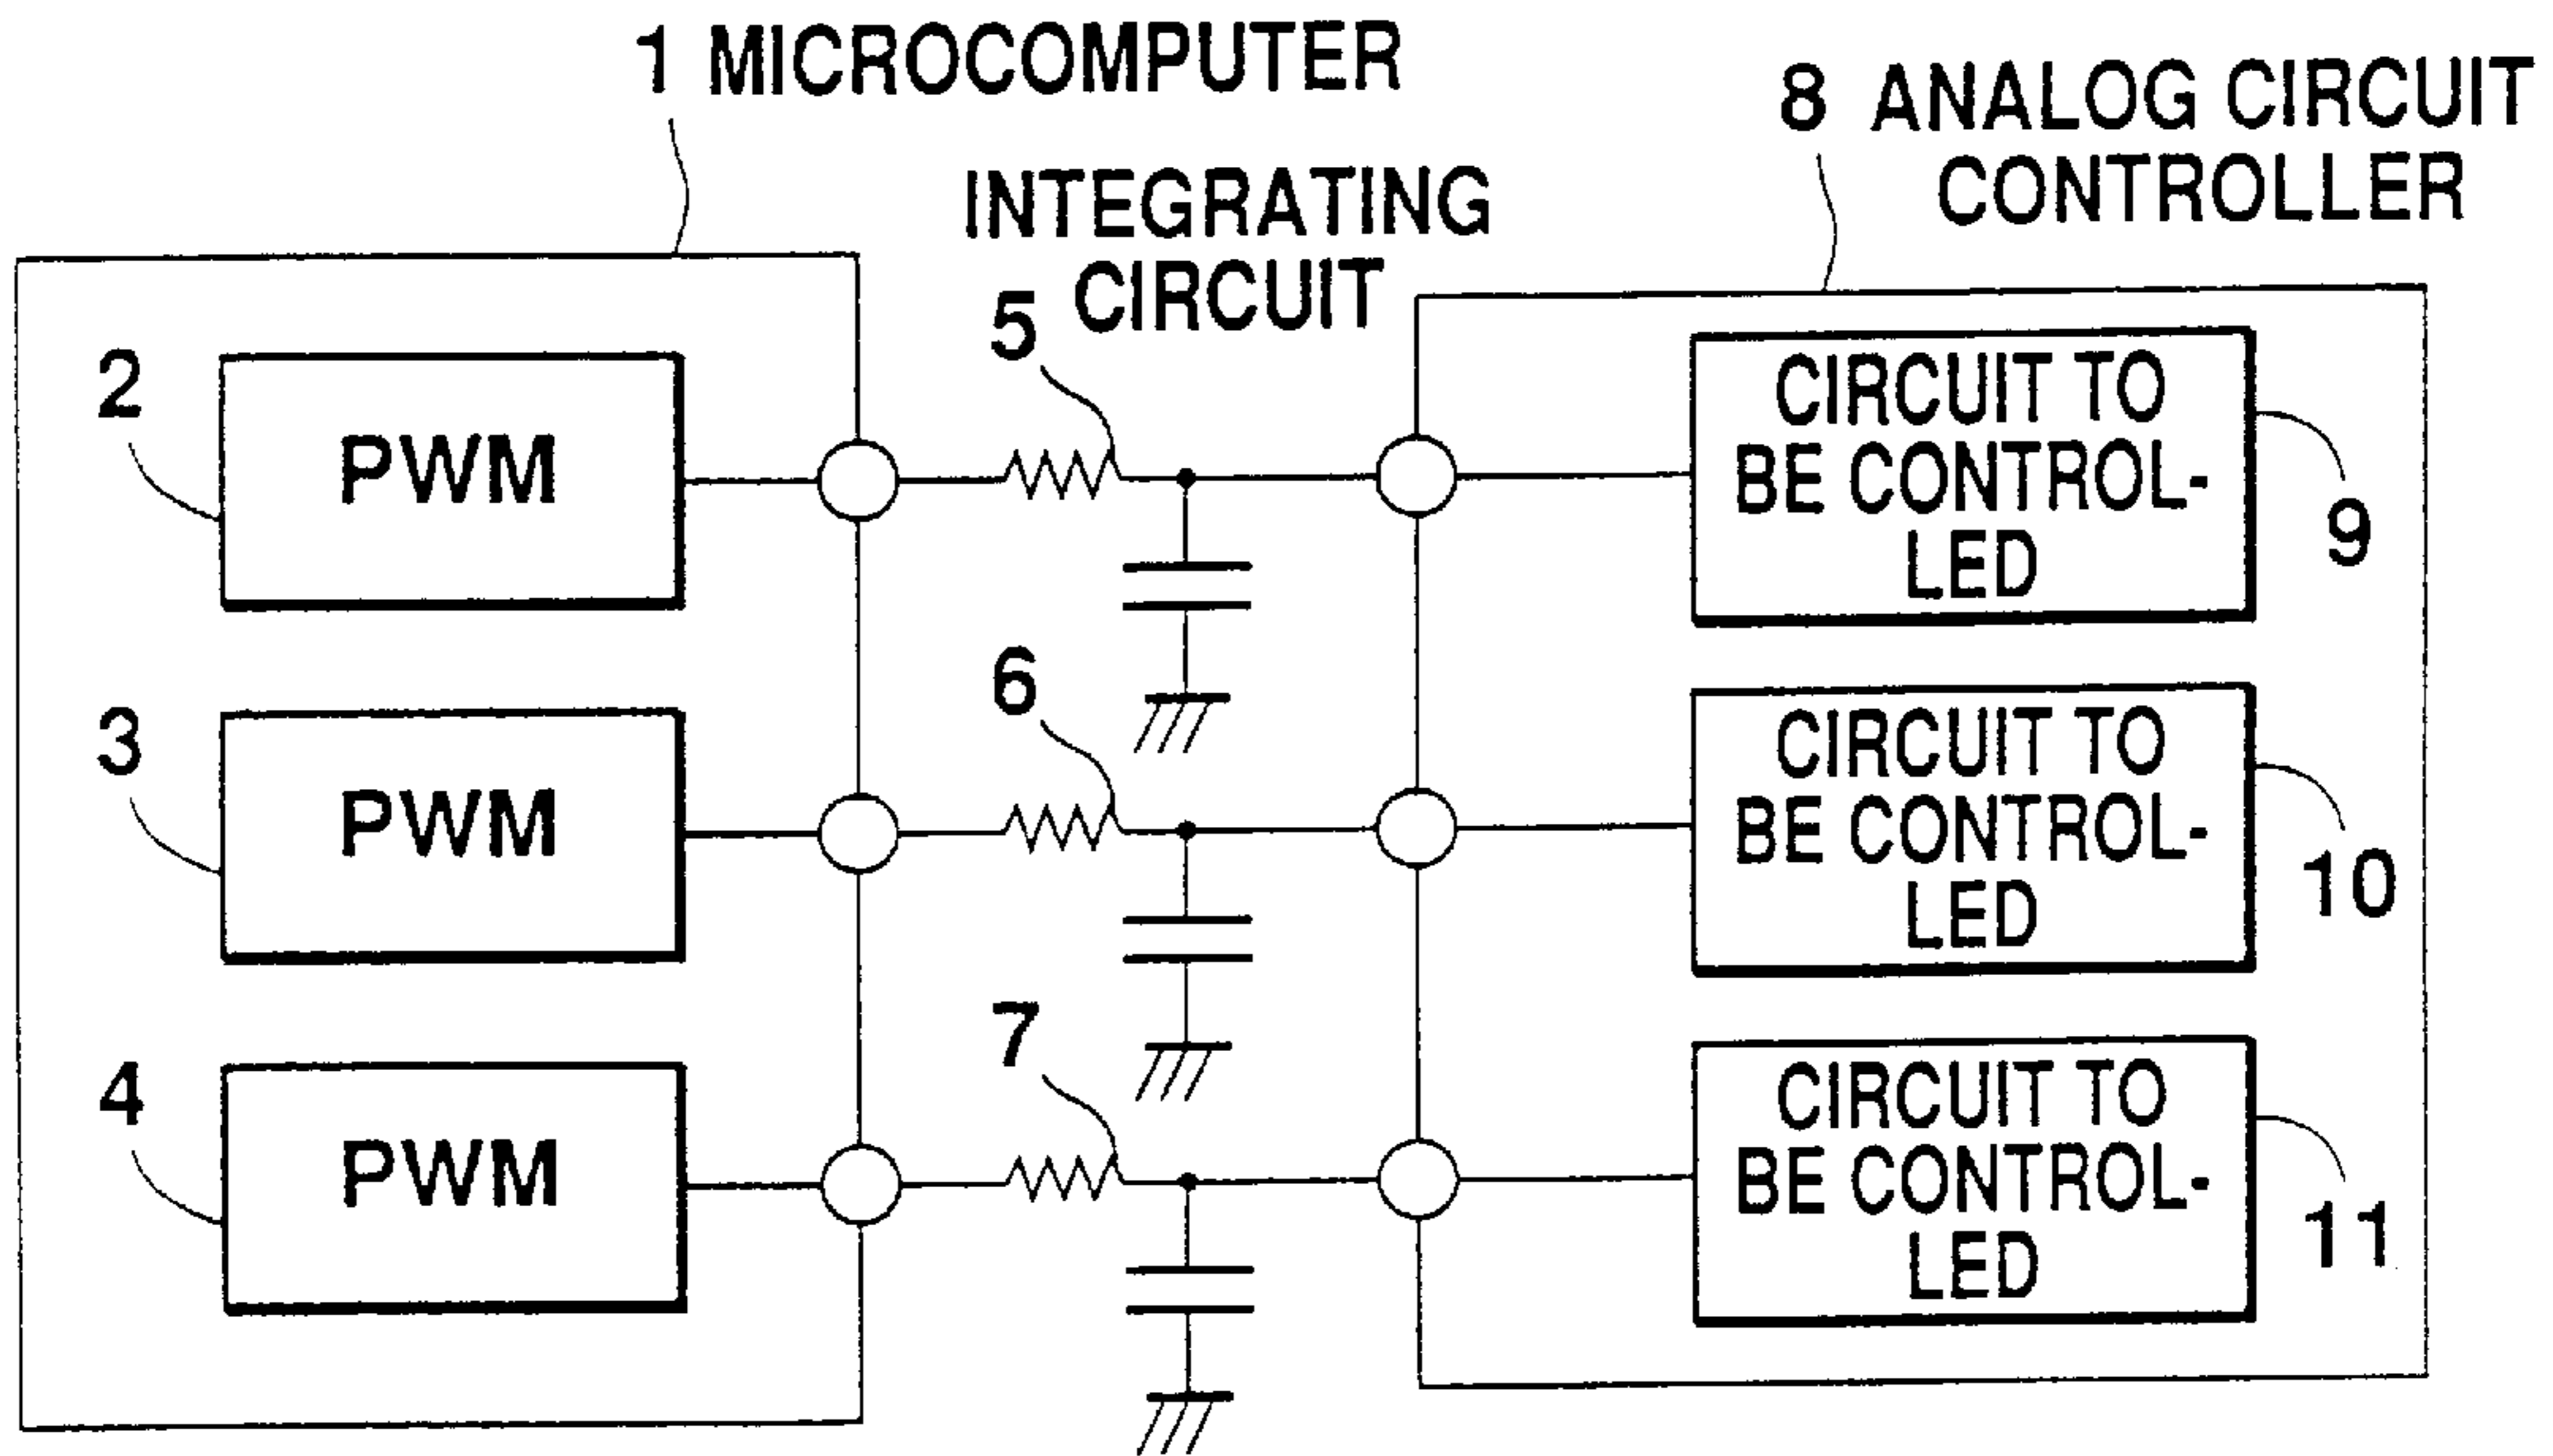 1 MICROCOMPUTER
8 ANALOG CIRCUIT
CONTROLLER
INTEGRATING
CIRCUIT
5
2
PWM
CIRCUIT TO
BE CONTROL-
LED
9
6
3
PWM
CIRCUIT TO
BE CONTROL-
LED
10
7
4
PWM
CIRCUIT TO
BE CONTROL-
LED
11